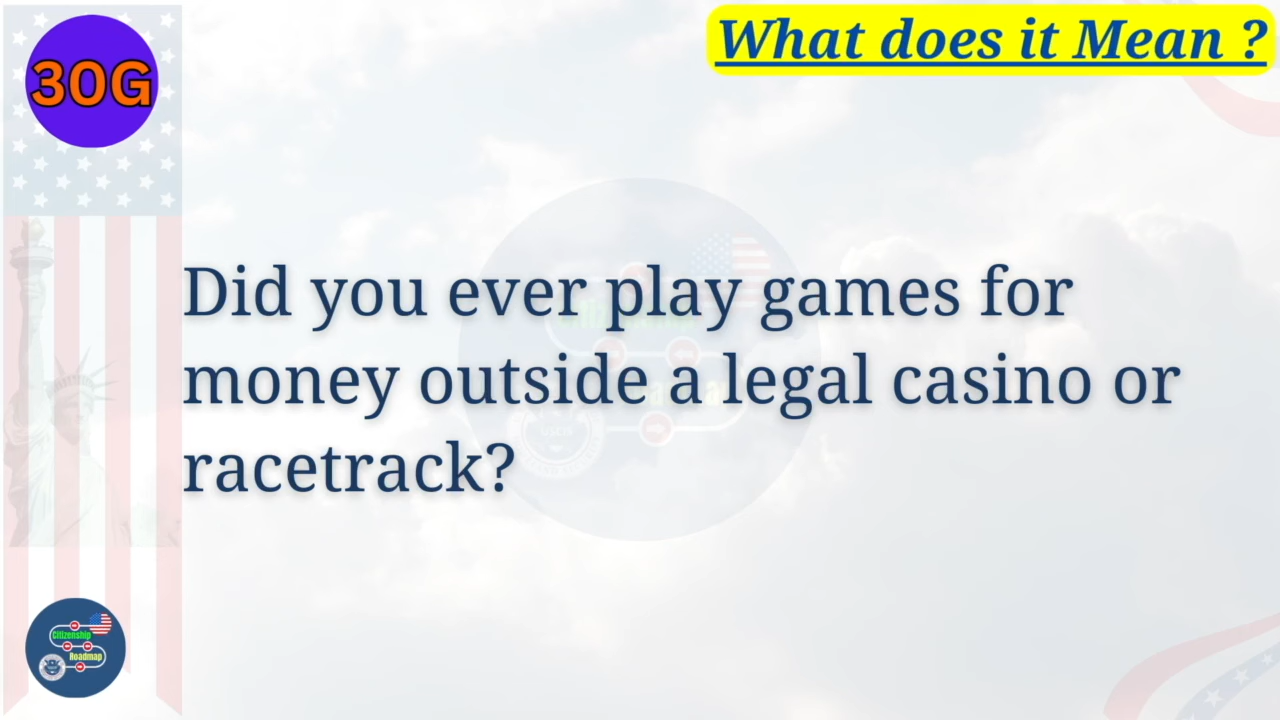 30G
What does it Mean ?
Did you ever play games for
money outside a legal casino or
racetrack?
Citizenship
Roadmap